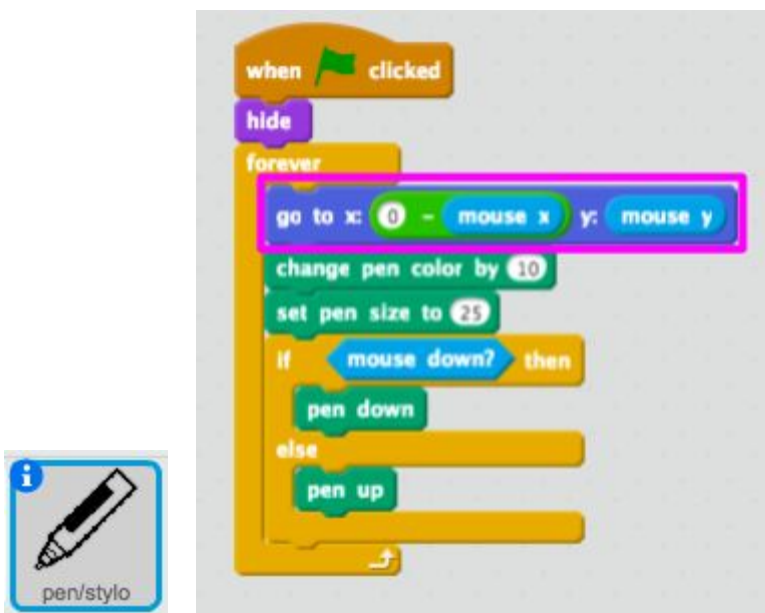 when clicked
hide
forever
go to x: 0 - mouse x y: mouse y
change pen color by 10
set pen size to 25
if mouse down? then
pen down
else
pen up
i
pen/stylo